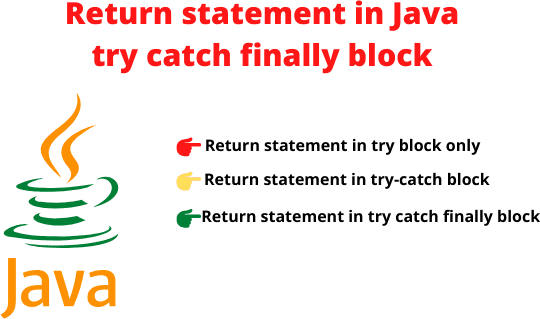 Return statement in Java
try catch finally block
Return statement in try block only
Return statement in try-catch block
Return statement in try catch finally block
Java